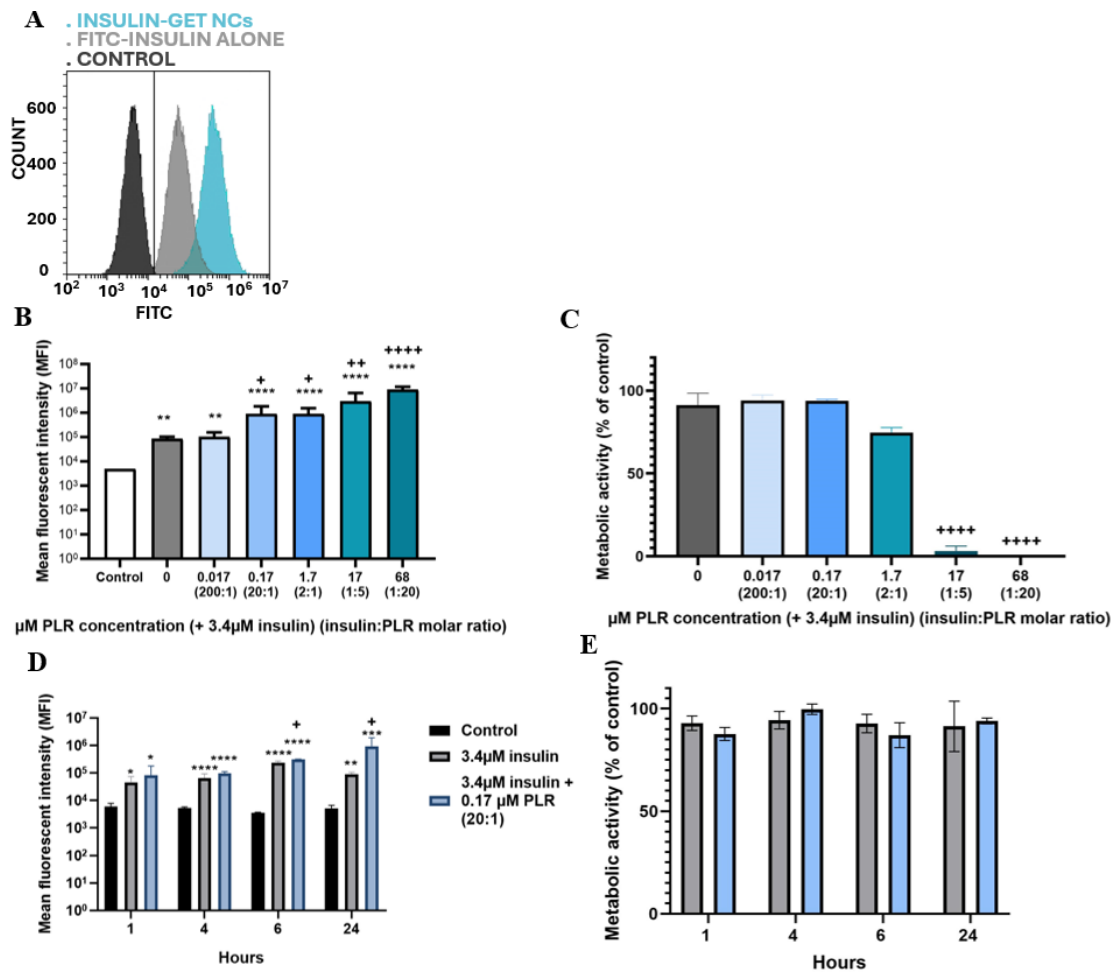 A
. INSULIN-GET NCs
. FITC-INSULIN ALONE
. CONTROL
COUNT
600
400
200
0
10² 10³ 10⁴ 10⁵ 10⁶ 10⁷
FITC
B
Mean fluorescent intensity (MFI)
10⁸
10⁷
10⁶
10⁵
10⁴
10³
10²
10¹
10⁰
** ** + **** + **** ++ **** ++++ ****
Control 0 0.017 0.17 1.7 17 68
(200:1) (20:1) (2:1) (1:5) (1:20)
µM PLR concentration (+ 3.4µM insulin) (insulin:PLR molar ratio)
C
Metabolic activity (% of control)
100
50
0
++++ ++++
0 0.017 0.17 1.7 17 68
(200:1) (20:1) (2:1) (1:5) (1:20)
µM PLR concentration (+ 3.4µM insulin) (insulin:PLR molar ratio)
D
Mean fluorescent intensity (MFI)
10⁷
10⁶
10⁵
10⁴
10³
10²
10¹
10⁰
* * **** **** **** + **** ** + ***
1 4 6 24
Hours
Control
3.4µM insulin
3.4µM insulin +
0.17 µM PLR
(20:1)
E
Metabolic activity (% of control)
100
50
0
1 4 6 24
Hours